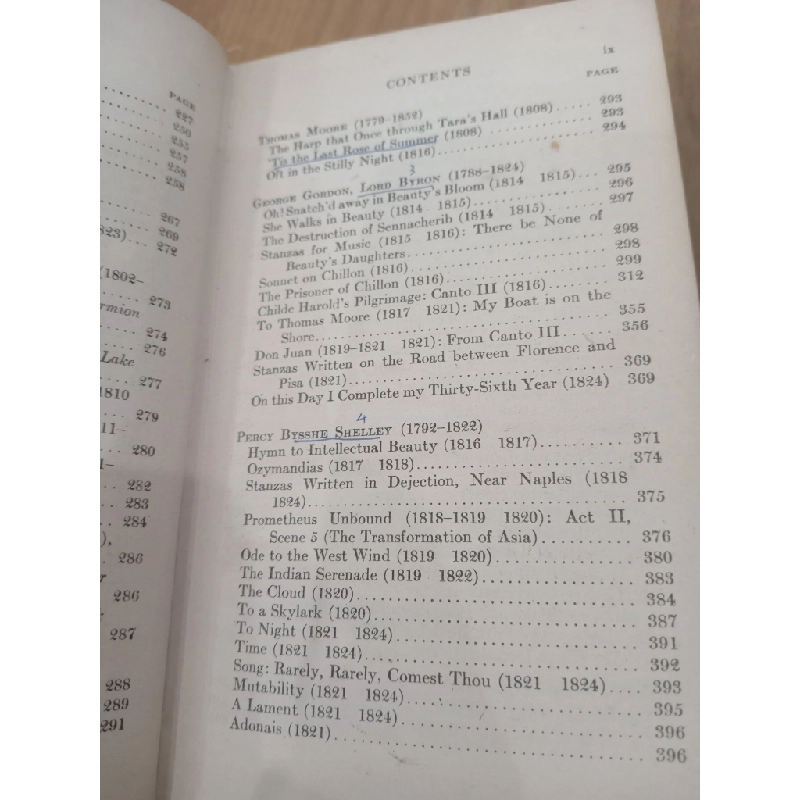 PAGE
227
250
255
257
258
258
267
269
823). 272
(1802–
273
rmion
274
276
Lake
277
1810
279
11–
280
1–
282
283
284
),
286
286
287
288
289
291
ix
CONTENTS
PAGE
THOMAS MOORE (1779–1852)
The Harp that Once through Tara's Hall (1808) ..... 293
'Tis the Last Rose of Summer (1808) ............... 293
Oft in the Stilly Night (1816) .................... 294
3
GEORGE GORDON, LORD BYRON (1788–1824)
Oh! Snatch'd away in Beauty's Bloom (1814 1815)... 295
She Walks in Beauty (1814 1815).................. 296
The Destruction of Sennacherib (1814 1815)....... 297
Stanzas for Music (1815 1816): There be None of
Beauty's Daughters........................... 298
Sonnet on Chillon (1816)......................... 298
The Prisoner of Chillon (1816)................... 299
Childe Harold's Pilgrimage: Canto III (1816)..... 312
To Thomas Moore (1817 1821): My Boat is on the
Shore........................................ 355
Don Juan (1819–1821 1821): From Canto III....... 356
Stanzas Written on the Road between Florence and
Pisa (1821).................................. 369
On this Day I Complete my Thirty-Sixth Year (1824) 369
4
PERCY BYSSHE SHELLEY (1792–1822)
Hymn to Intellectual Beauty (1816 1817).......... 371
Ozymandias (1817 1818)........................... 374
Stanzas Written in Dejection, Near Naples (1818
1824)........................................ 375
Prometheus Unbound (1818–1819 1820): Act II,
Scene 5 (The Transformation of Asia).......... 376
Ode to the West Wind (1819 1820)................ 380
The Indian Serenade (1819 1822)................. 383
The Cloud (1820)................................ 384
To a Skylark (1820)............................. 387
To Night (1821 1824)............................ 391
Time (1821 1824)................................ 392
Song: Rarely, Rarely, Comest Thou (1821 1824).... 393
Mutability (1821 1824).......................... 395
A Lament (1821 1824)............................ 396
Adonais (1821).................................. 396